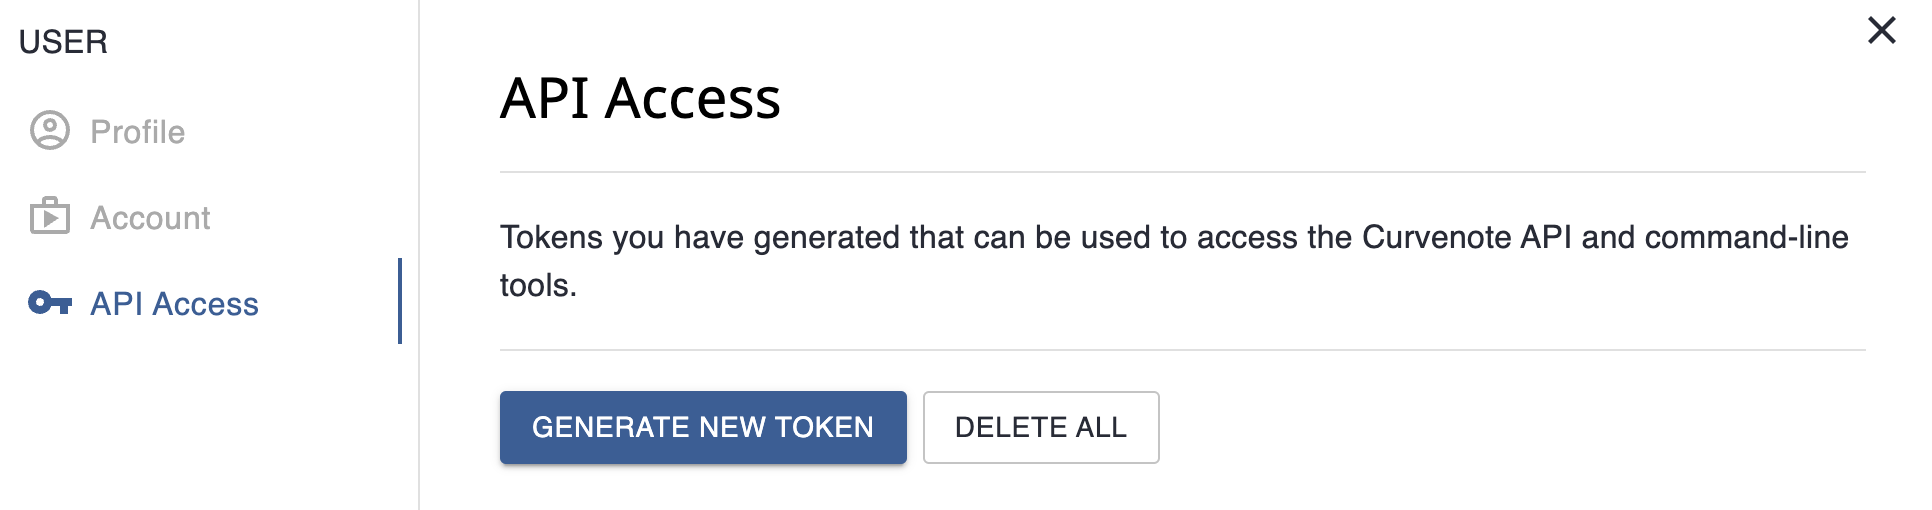 USER
Profile
Account
API Access
API Access
Tokens you have generated that can be used to access the Curvenote API and command-line
tools.
GENERATE NEW TOKEN
DELETE ALL